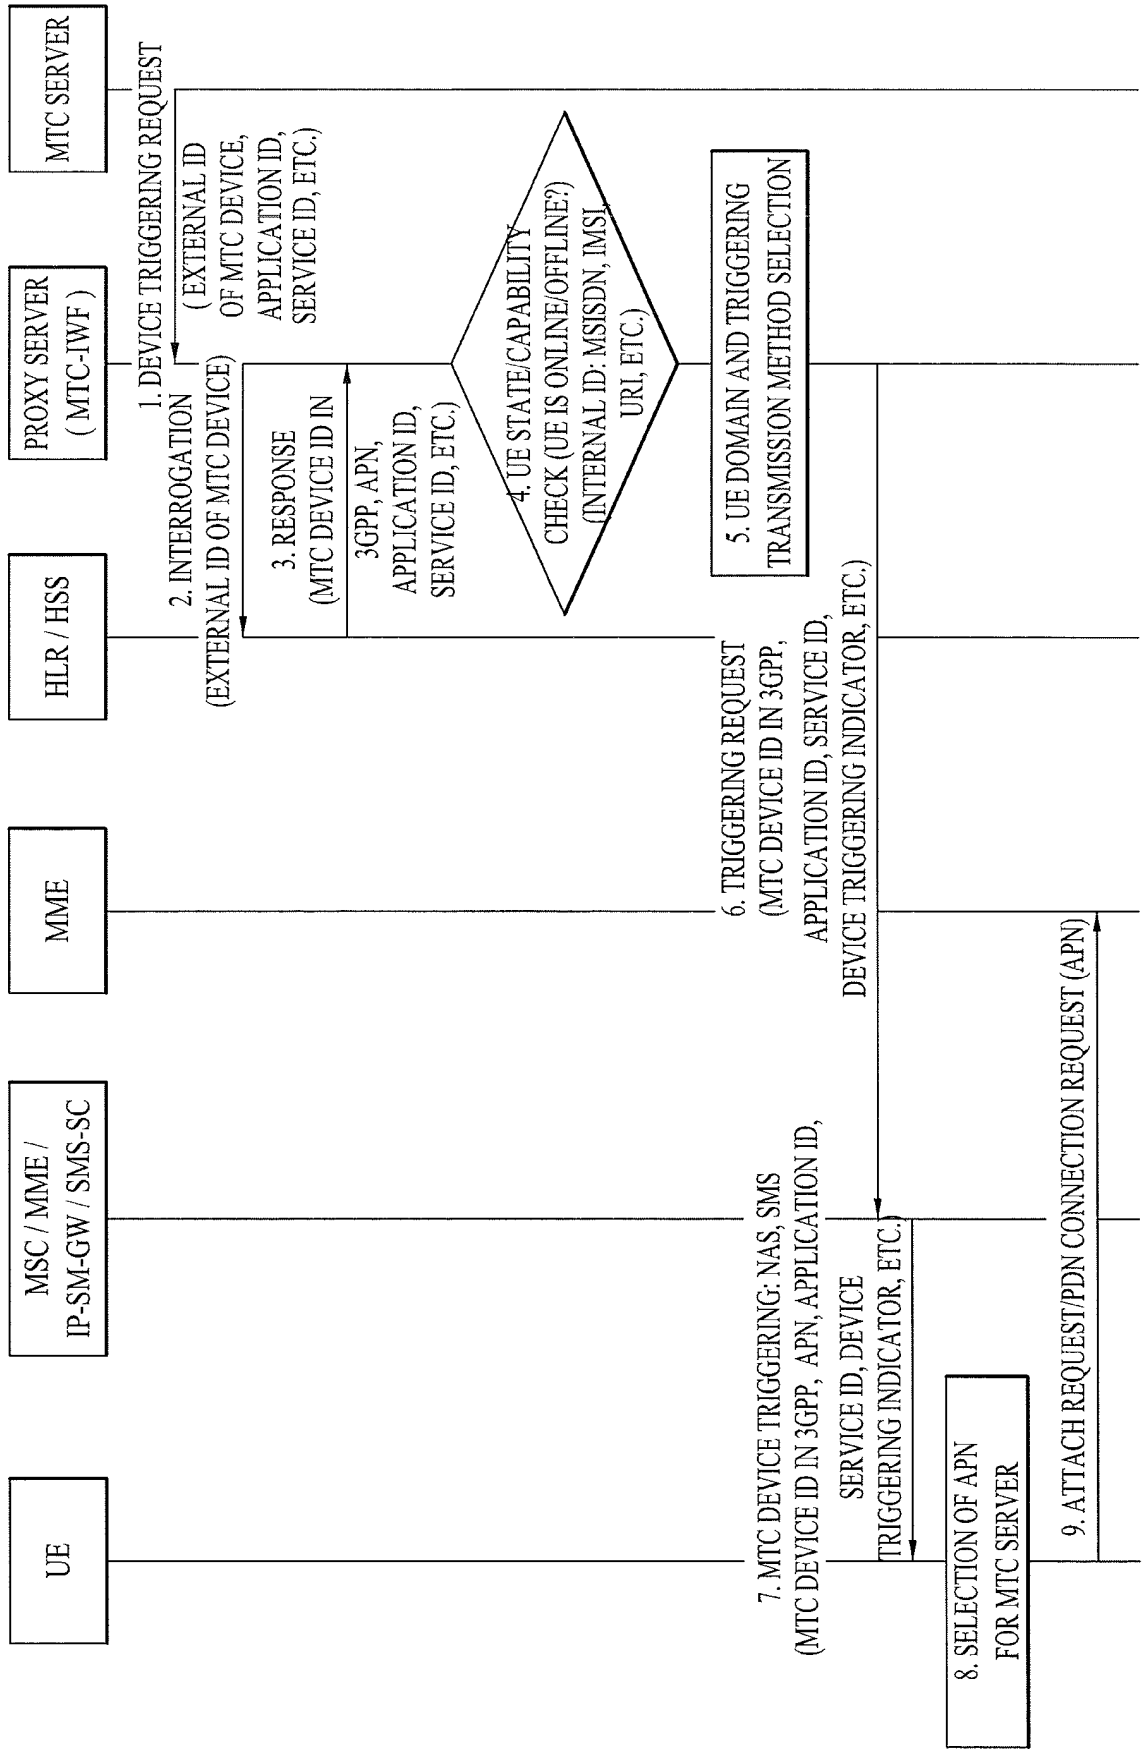 UE
MSC / MME /
IP-SM-GW / SMS-SC
MME
HLR / HSS
PROXY SERVER
( MTC-IWF )
MTC SERVER
1. DEVICE TRIGGERING REQUEST
( EXTERNAL ID
OF MTC DEVICE,
APPLICATION ID,
SERVICE ID, ETC.)
2. INTERROGATION
(EXTERNAL ID OF MTC DEVICE)
3. RESPONSE
(MTC DEVICE ID IN
3GPP, APN,
APPLICATION ID,
SERVICE ID, ETC.)
4. UE STATE/CAPABILITY
CHECK (UE IS ONLINE/OFFLINE?)
(INTERNAL ID: MSISDN, IMSI,
URI, ETC.)
5. UE DOMAIN AND TRIGGERING
TRANSMISSION METHOD SELECTION
6. TRIGGERING REQUEST
(MTC DEVICE ID IN 3GPP,
APPLICATION ID, SERVICE ID,
DEVICE TRIGGERING INDICATOR, ETC.)
7. MTC DEVICE TRIGGERING: NAS, SMS
(MTC DEVICE ID IN 3GPP, APN, APPLICATION ID,
SERVICE ID, DEVICE
TRIGGERING INDICATOR, ETC.)
8. SELECTION OF APN
FOR MTC SERVER
9. ATTACH REQUEST/PDN CONNECTION REQUEST (APN)